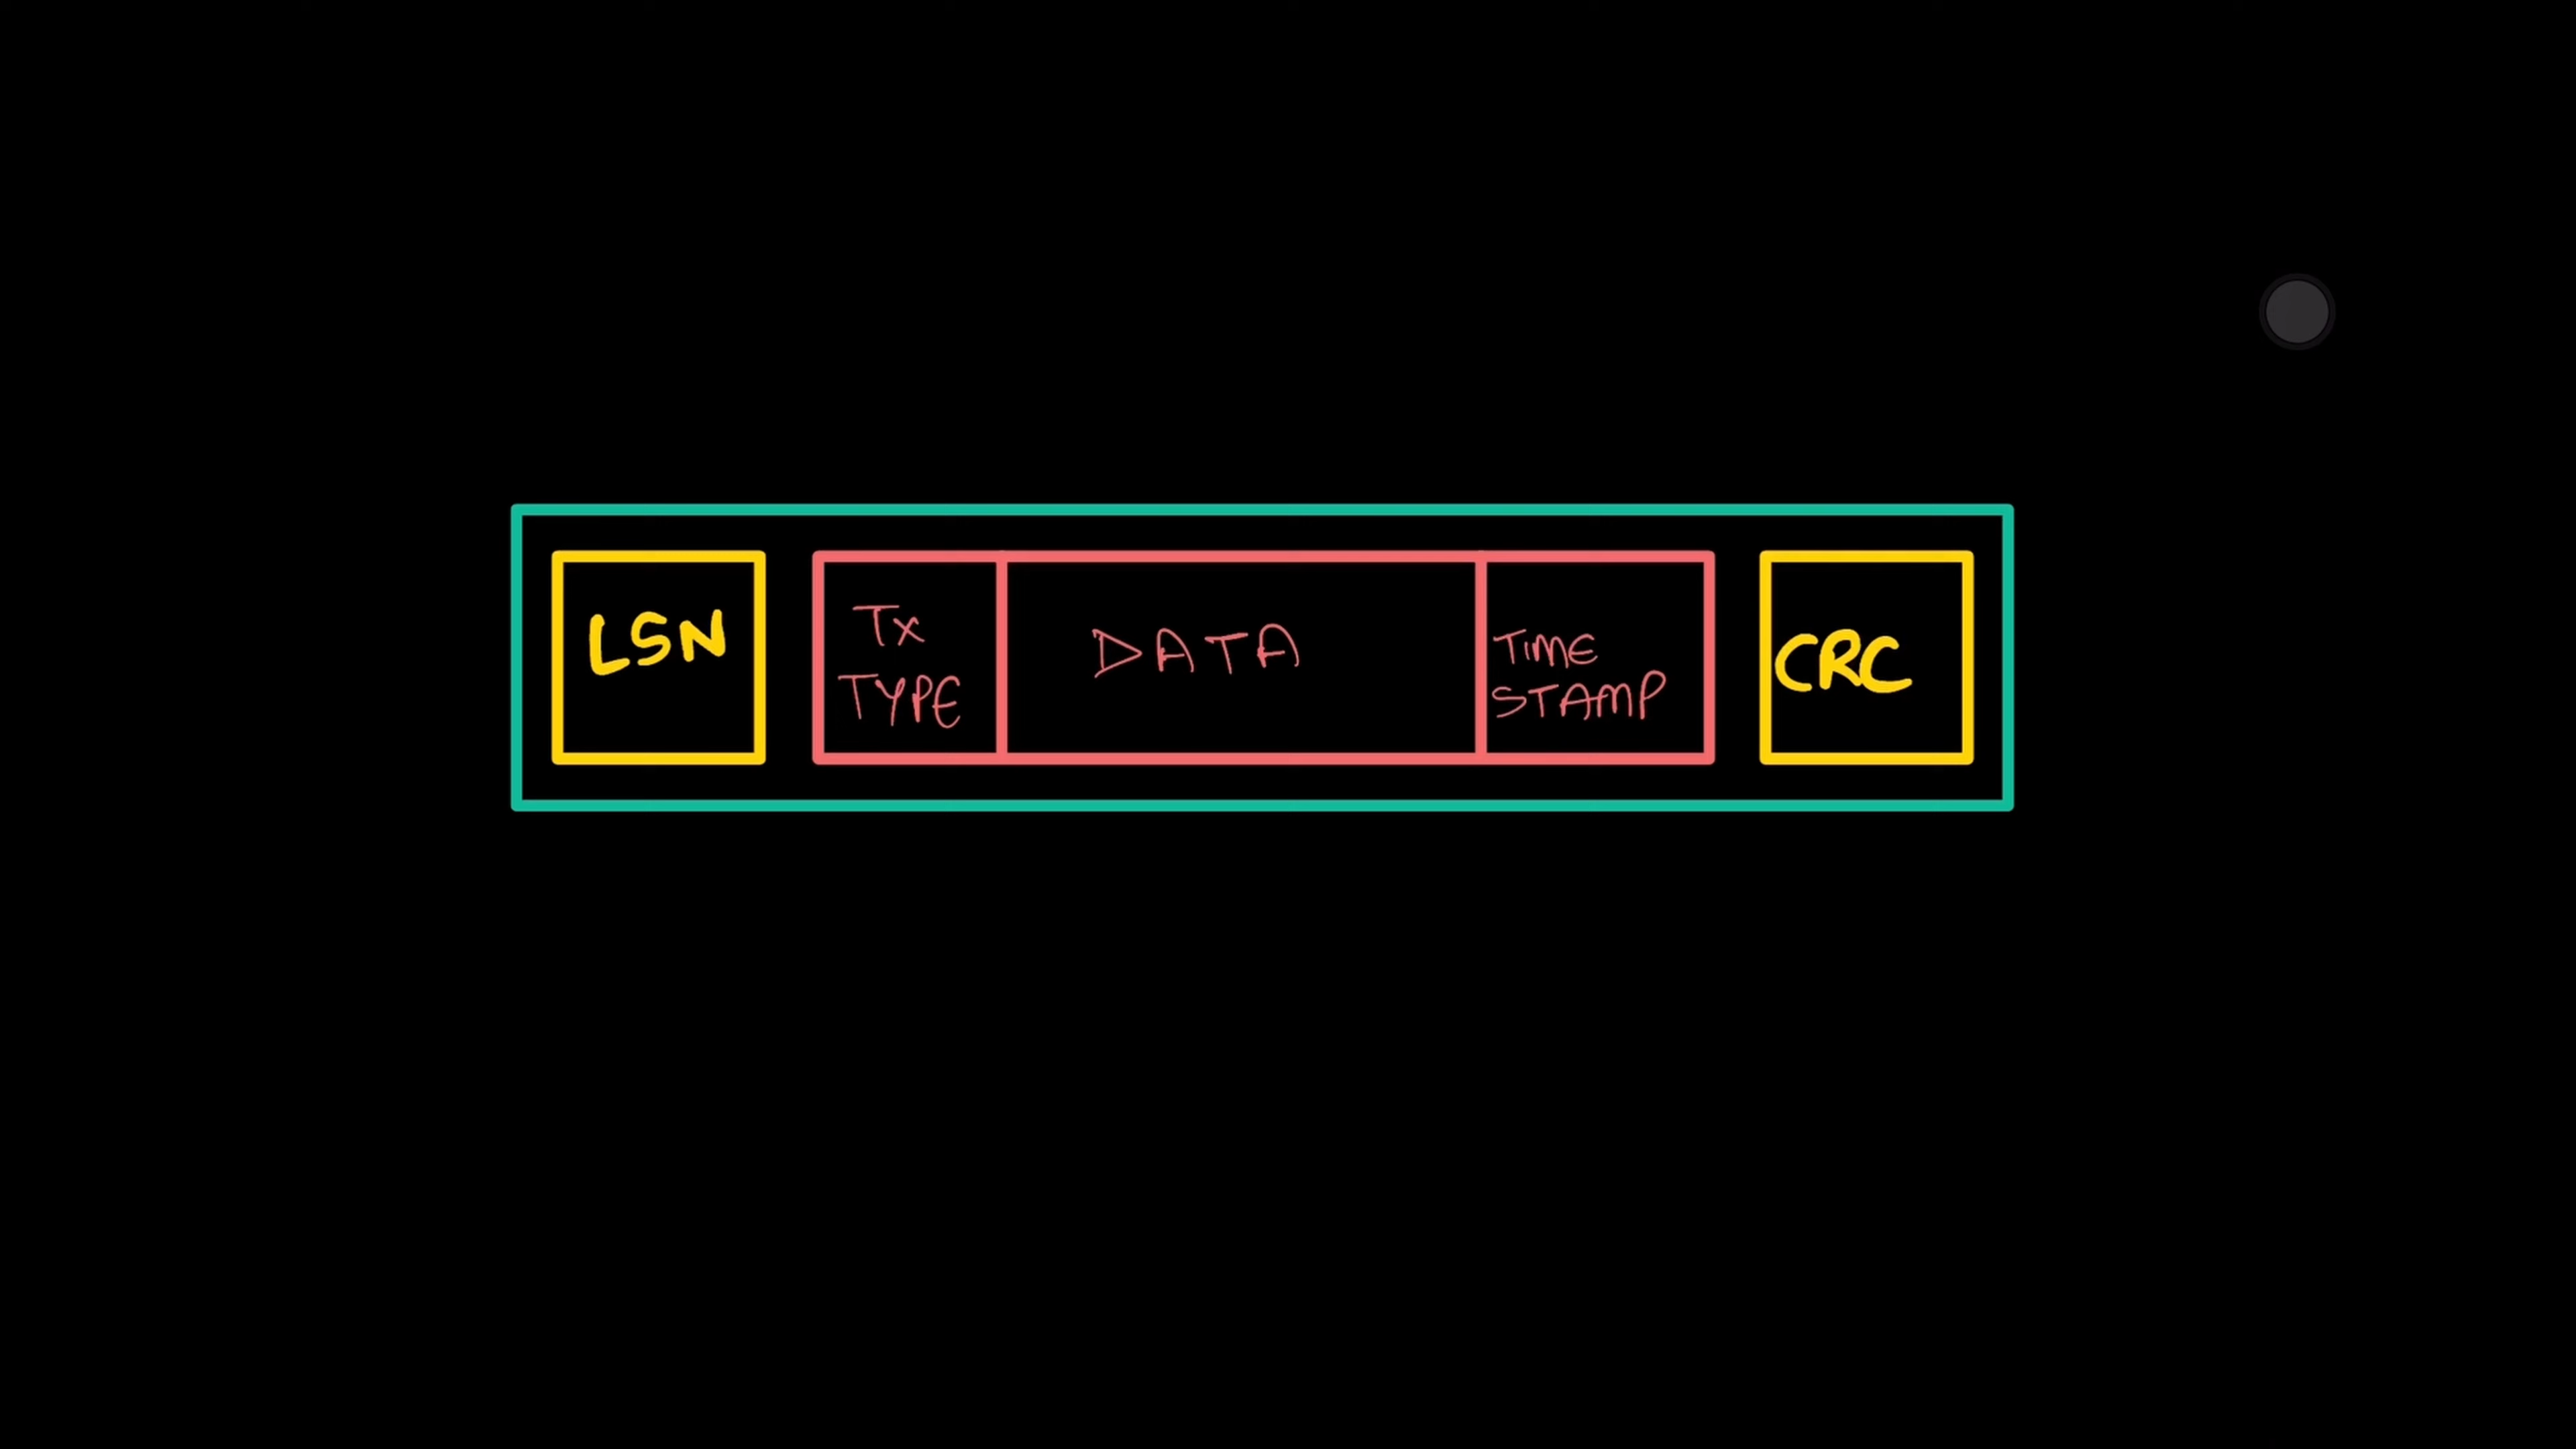 LSN
Tx
TYPE
DATA
TIME
STAMP
CRC